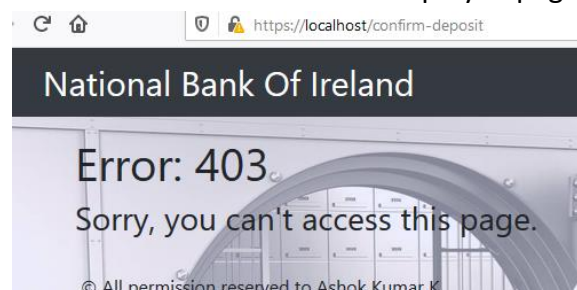 https://localhost/confirm-deposit
National Bank Of Ireland
Error: 403
Sorry, you can't access this page.
© All permission reserved to Ashok Kumar K